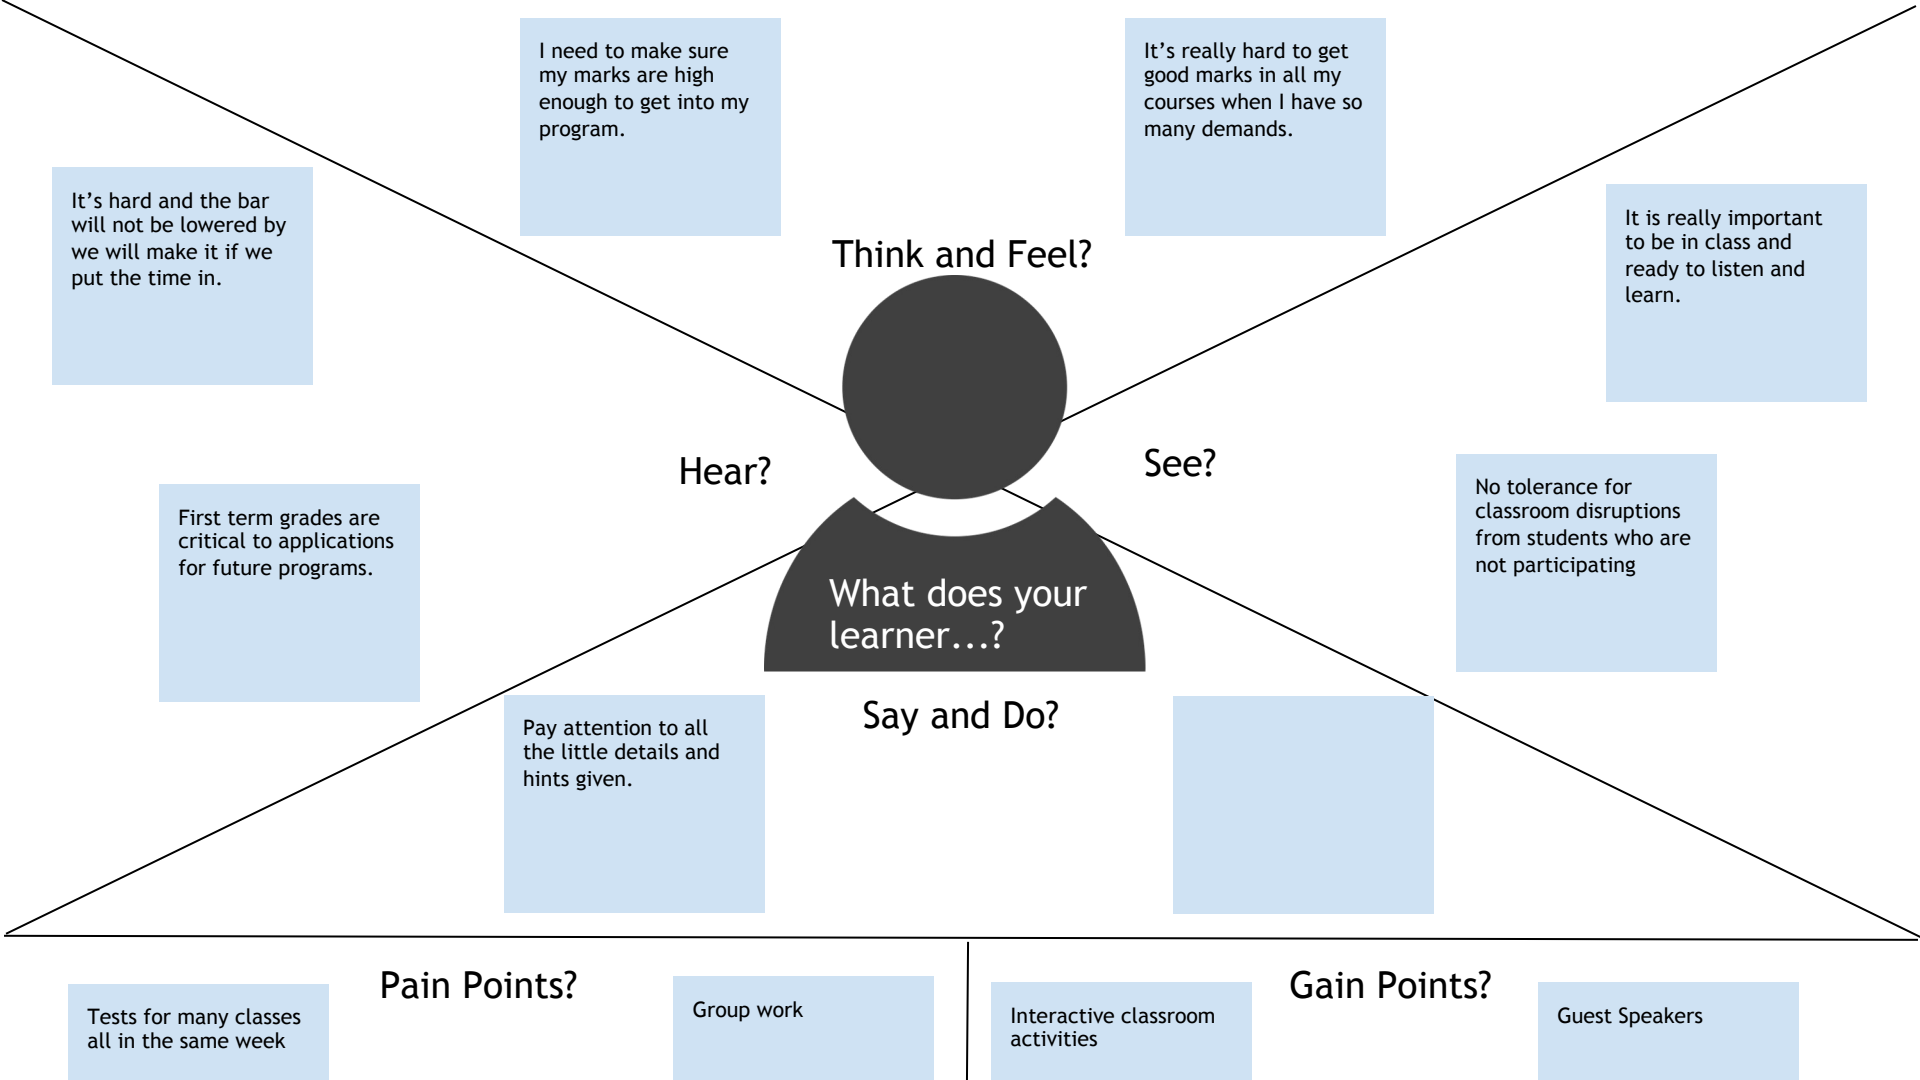 I need to make sure
my marks are high
enough to get into my
program.
It’s really hard to get
good marks in all my
courses when I have so
many demands.
It’s hard and the bar
will not be lowered by
we will make it if we
put the time in.
It is really important
to be in class and
ready to listen and
learn.
Think and Feel?
Hear?
See?
First term grades are
critical to applications
for future programs.
No tolerance for
classroom disruptions
from students who are
not participating
What does your
learner...?
Say and Do?
Pay attention to all
the little details and
hints given.
Pain Points?
Tests for many classes
all in the same week
Group work
Gain Points?
Interactive classroom
activities
Guest Speakers